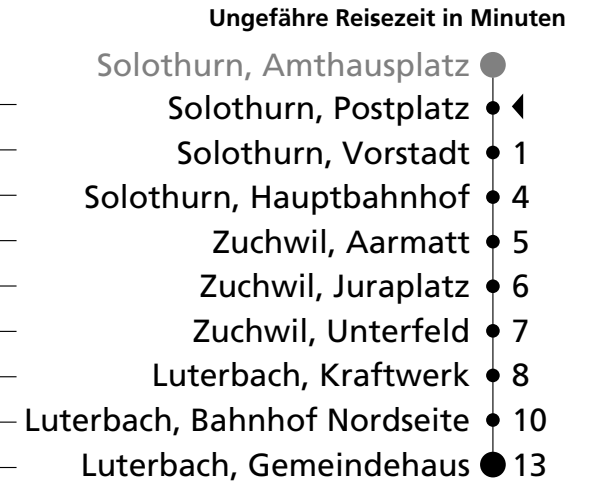 Ungefähre Reisezeit in Minuten
Solothurn, Amthausplatz
Solothurn, Postplatz
Solothurn, Vorstadt 1
Solothurn, Hauptbahnhof 4
Zuchwil, Aarmatt 5
Zuchwil, Juraplatz 6
Zuchwil, Unterfeld 7
Luterbach, Kraftwerk 8
Luterbach, Bahnhof Nordseite 10
Luterbach, Gemeindehaus 13